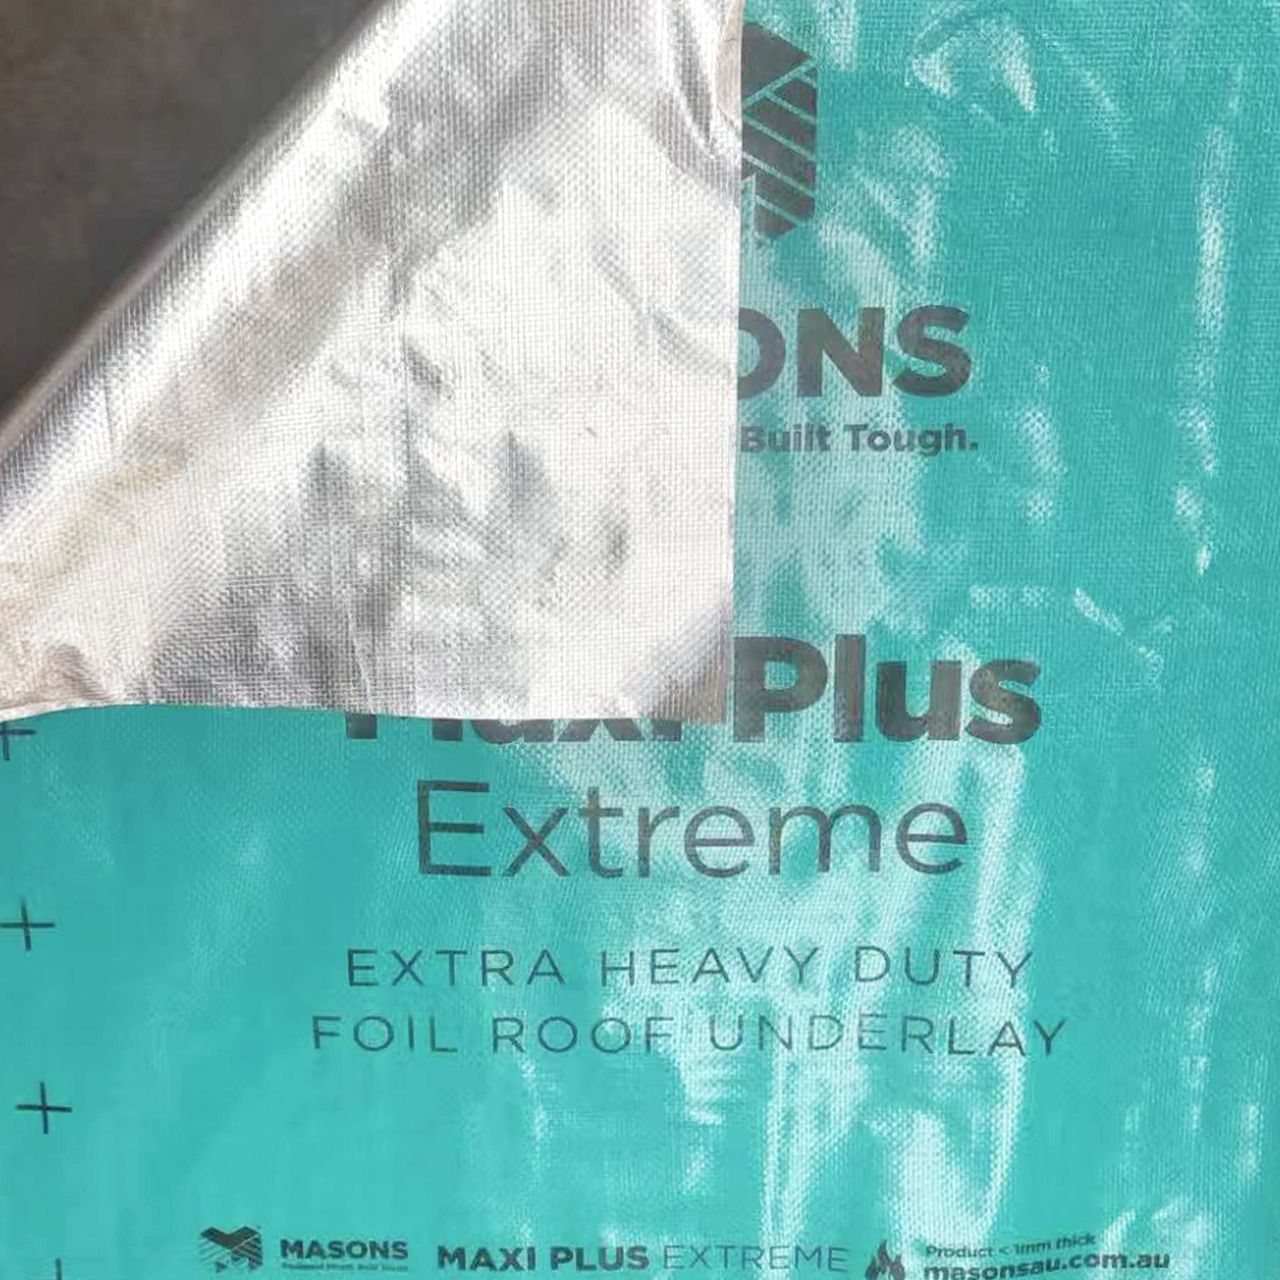 ONS
Built Tough.
Maxi Plus
Extreme
EXTRA HEAVY DUTY
FOIL ROOF UNDERLAY
MASONS
MAXI PLUS EXTREME
Product < 1mm thick
masonsau.com.au